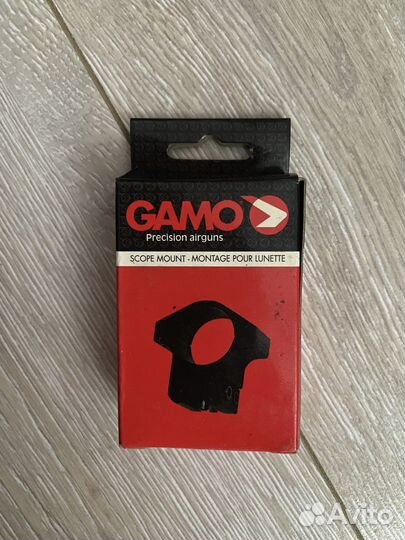 GAMO
Precision airguns
SCOPE MOUNT - MONTAGE POUR LUNETTE
Avito